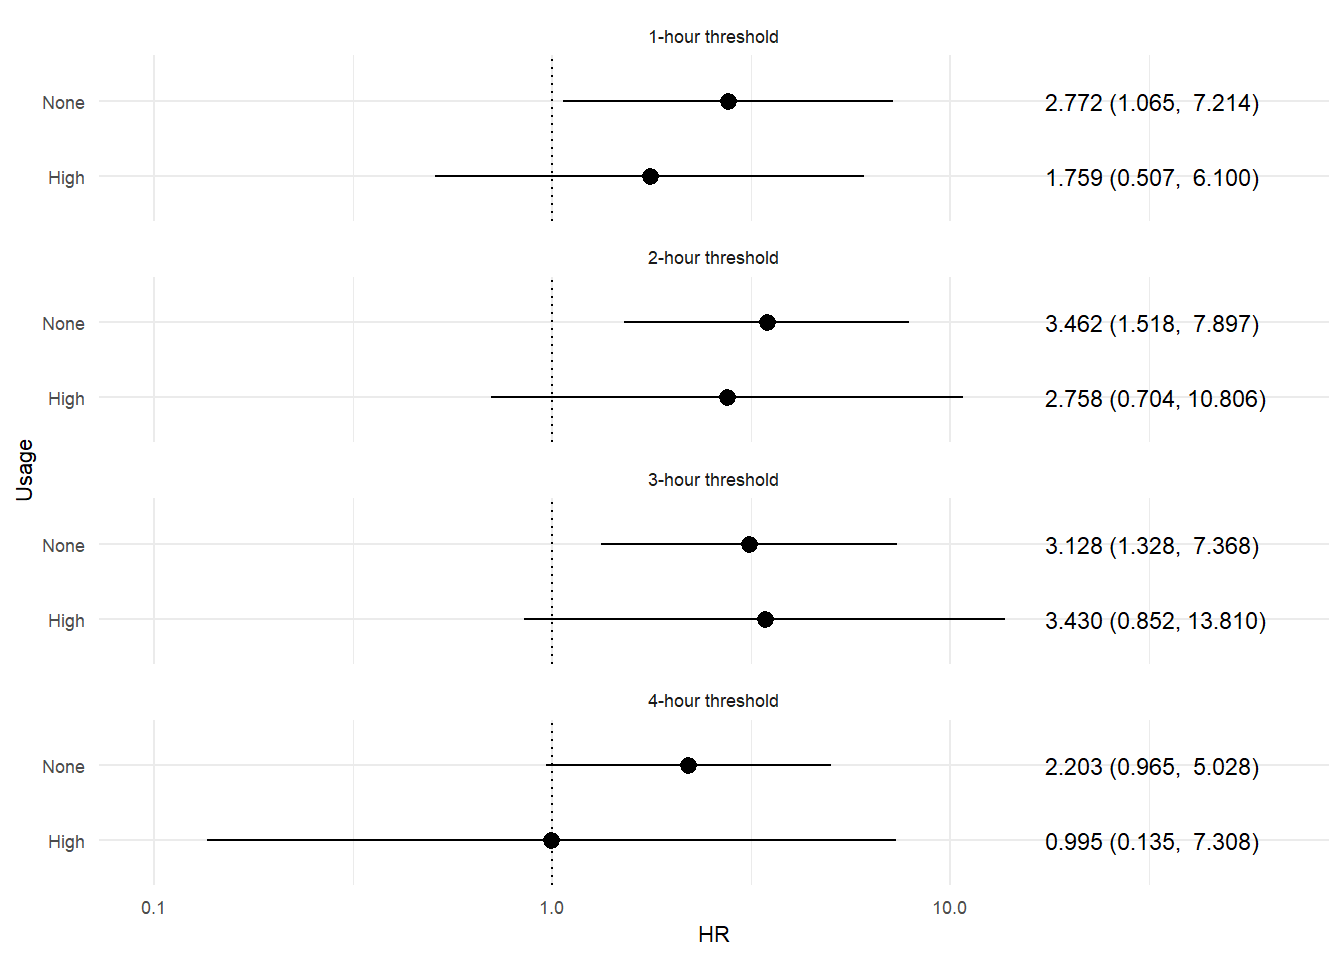 1-hour threshold
None
2.772 (1.065, 7.214)
High
1.759 (0.507, 6.100)
2-hour threshold
None
3.462 (1.518, 7.897)
High
2.758 (0.704, 10.806)
Usage
3-hour threshold
None
3.128 (1.328, 7.368)
High
3.430 (0.852, 13.810)
4-hour threshold
None
2.203 (0.965, 5.028)
High
0.995 (0.135, 7.308)
0.1 1.0 10.0
HR